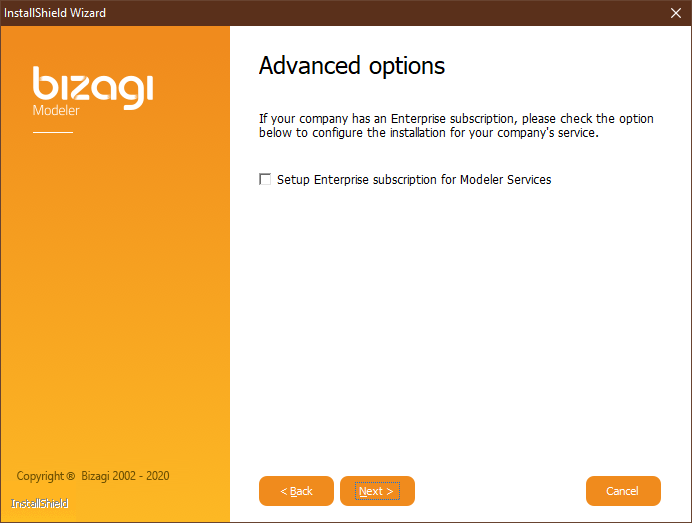 InstallShield Wizard
bizagi
Modeler
Advanced options
If your company has an Enterprise subscription, please check the option
below to configure the installation for your company's service.
Setup Enterprise subscription for Modeler Services
Copyright ® Bizagi 2002 - 2020
InstallShield
< Back
Next >
Cancel